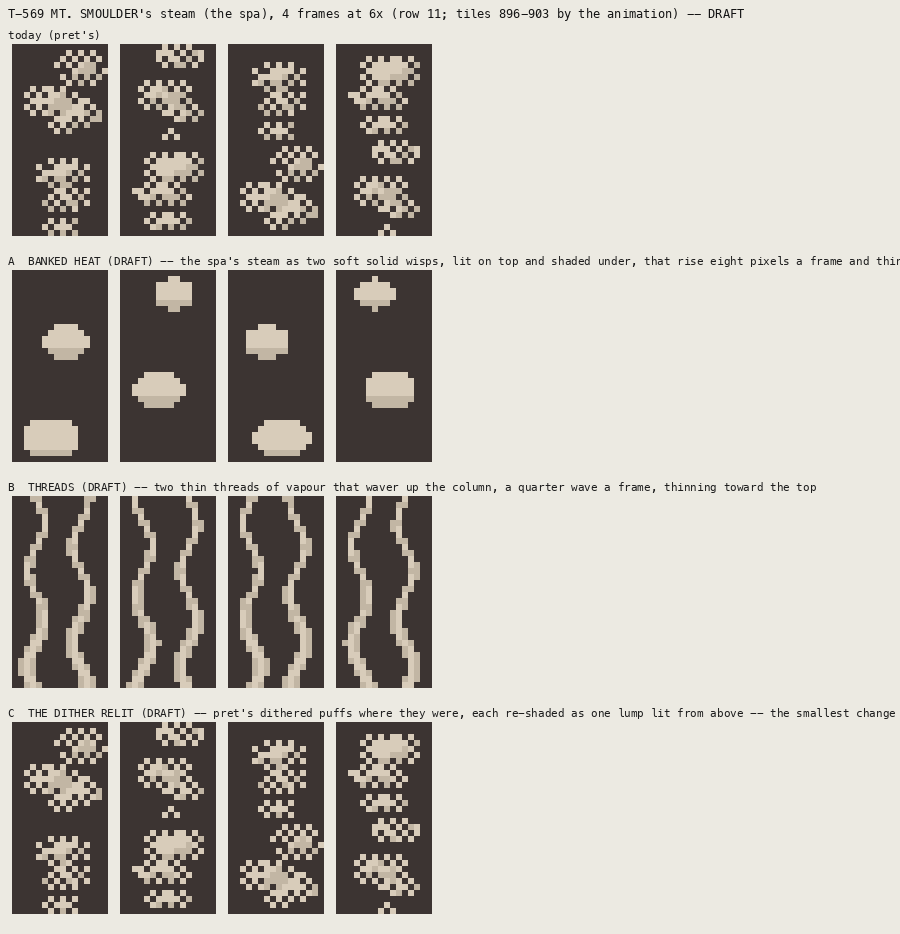 T−569 MT. SMOULDER's steam (the spa), 4 frames at 6x (row 11; tiles 896−903 by the animation) −− DRAFT
today (pret's)
A  BANKED HEAT (DRAFT) −− the spa's steam as two soft solid wisps, lit on top and shaded under, that rise eight pixels a frame and thin
B  THREADS (DRAFT) −− two thin threads of vapour that waver up the column, a quarter wave a frame, thinning toward the top
C  THE DITHER RELIT (DRAFT) −− pret's dithered puffs where they were, each re−shaded as one lump lit from above −− the smallest change